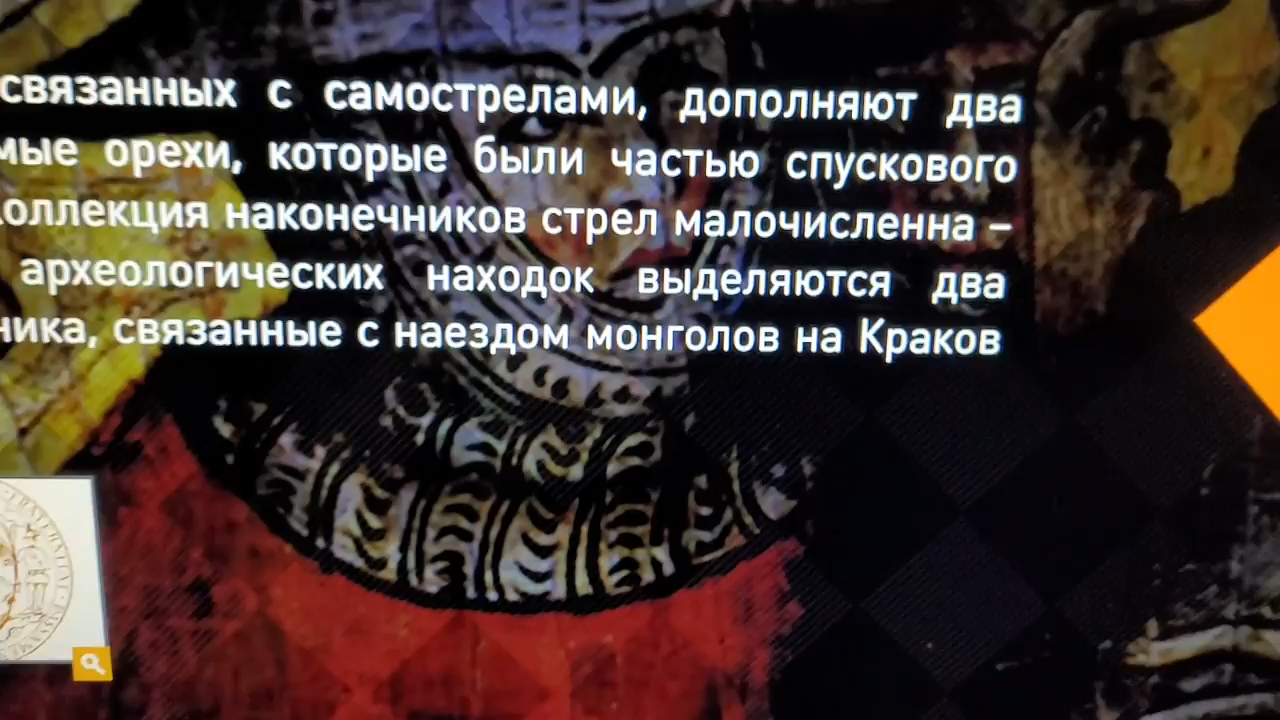 связанных с самострелами, дополняют два
орехи, которые были частью спускового
коллекция наконечников стрел малочисленна –
археологических находок выделяются два
связанные с наездом монголов на Краков